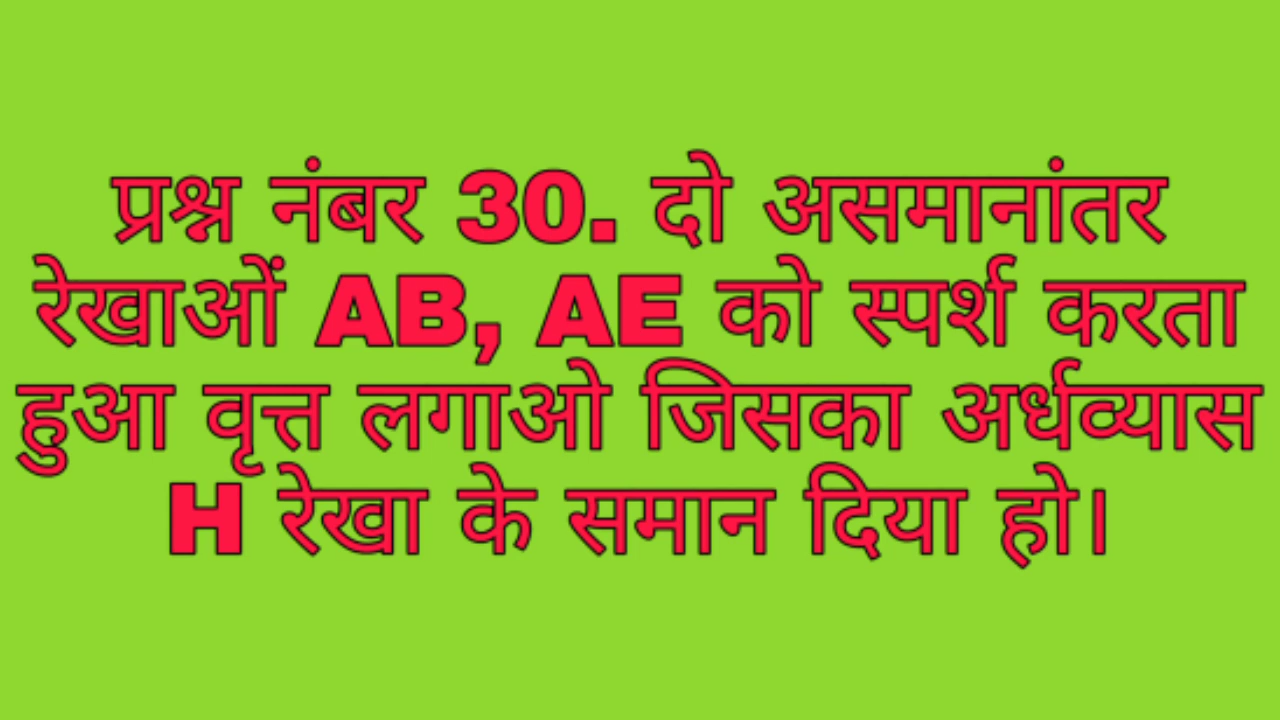 प्रश्न नंबर 30. दो असमानांतर
रेखाओं AB, AE को स्पर्श करता
हुआ वृत्त लगाओ जिसका अर्धव्यास
H रेखा के समान दिया हो।